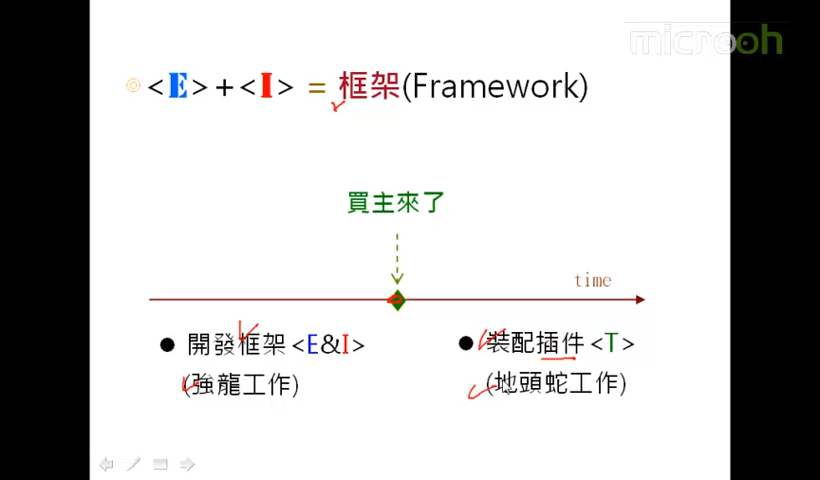 microoh
<E>+<I> = 框架(Framework)
買主來了
time
● 開發框架<E&I>
(強龍工作)
● 裝配插件<T>
(地頭蛇工作)